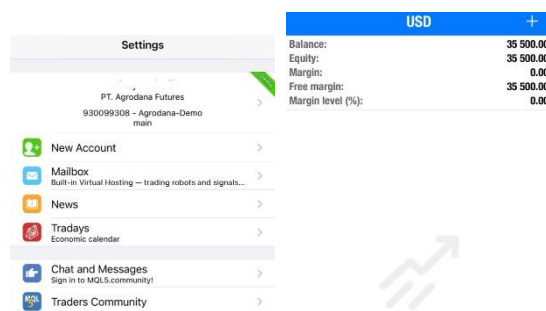 Settings
PT. Agrodana Futures
930099308 - Agrodana-Demo
main
New Account
Mailbox
Built-in Virtual Hosting — trading robots and signals...
News
Tradays
Economic calendar
Chat and Messages
Sign in to MQL5.community!
Traders Community
USD +
Balance: 35 500.00
Equity: 35 500.00
Margin: 0.00
Free margin: 35 500.00
Margin level (%): 0.00